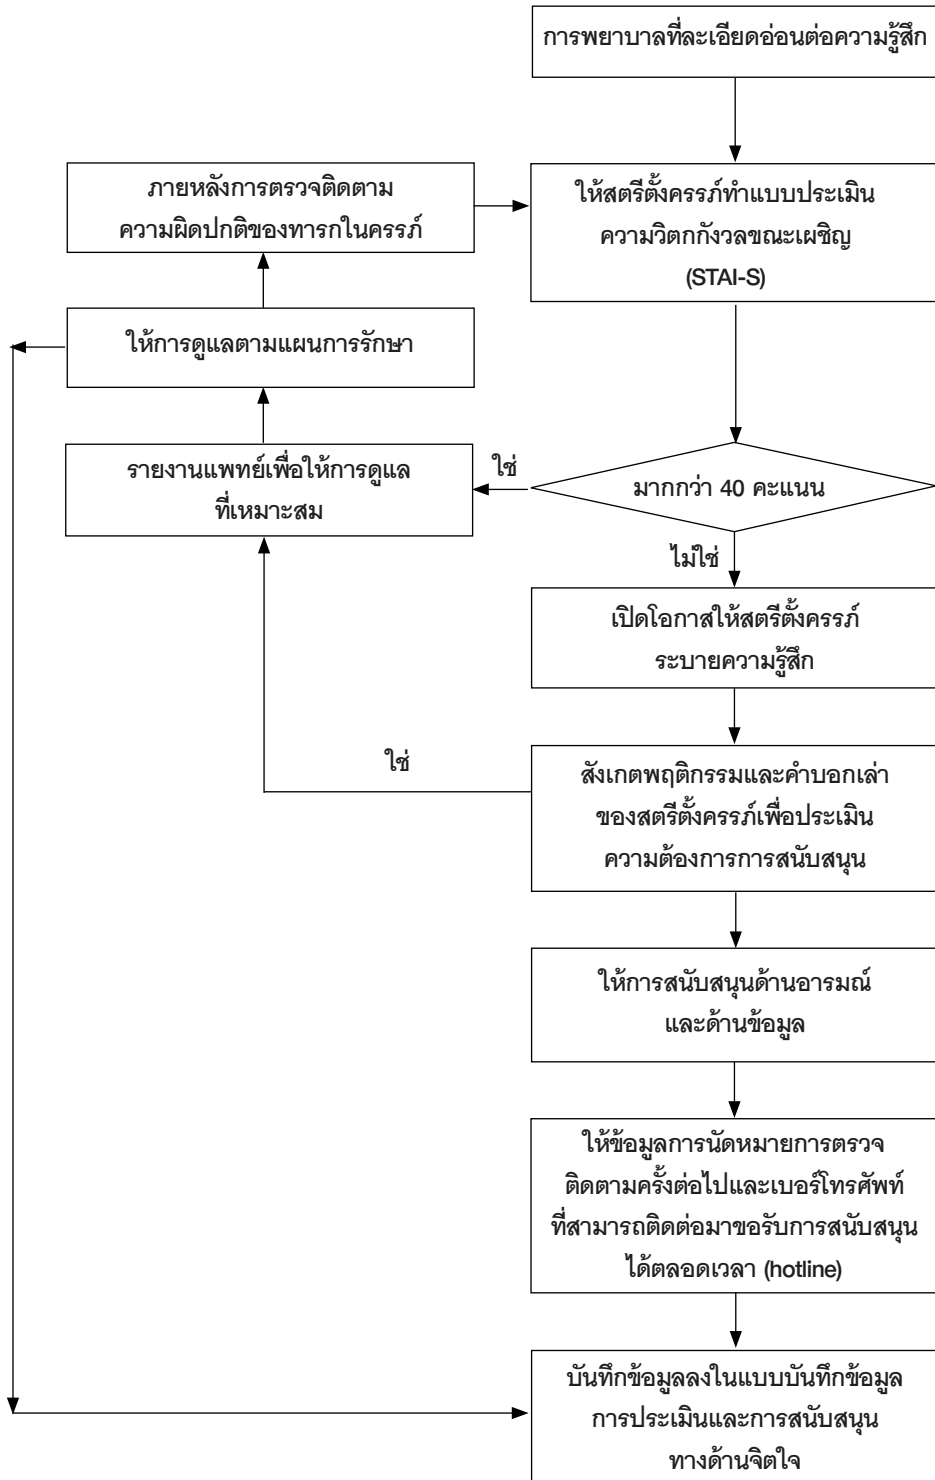 การพยาบาลที่ละเอียดอ่อนต่อความรู้สึก
ภายหลังการตรวจติดตาม
ความผิดปกติของทารกในครรภ์
ให้สตรีตั้งครรภ์ทำแบบประเมิน
ความวิตกกังวลขณะเผชิญ
(STAI-S)
ให้การดูแลตามแผนการรักษา
รายงานแพทย์เพื่อให้การดูแล
ที่เหมาะสม
ใช่
มากกว่า 40 คะแนน
ไม่ใช่
เปิดโอกาสให้สตรีตั้งครรภ์
ระบายความรู้สึก
ใช่
สังเกตพฤติกรรมและคำบอกเล่า
ของสตรีตั้งครรภ์เพื่อประเมิน
ความต้องการการสนับสนุน
ให้การสนับสนุนด้านอารมณ์
และด้านข้อมูล
ให้ข้อมูลการนัดหมายการตรวจ
ติดตามครั้งต่อไปและเบอร์โทรศัพท์
ที่สามารถติดต่อมาขอรับการสนับสนุน
ได้ตลอดเวลา (hotline)
บันทึกข้อมูลลงในแบบบันทึกข้อมูล
การประเมินและการสนับสนุน
ทางด้านจิตใจ